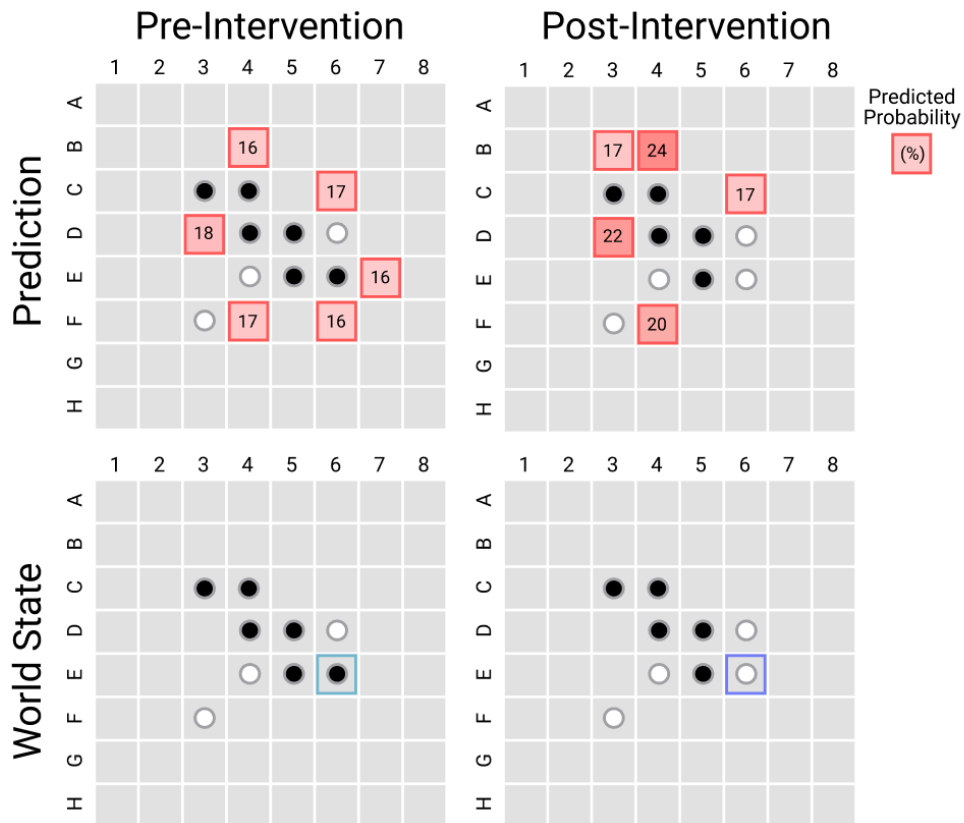 Pre-Intervention Post-Intervention
1 2 3 4 5 6 7 8 1 2 3 4 5 6 7 8
A A
Predicted
Probability
B 16 B 17 24 (%)
C 17 C 17
D 18 D 22
E 16 E
F 17 16 F 20
G G
H H
Prediction
1 2 3 4 5 6 7 8 1 2 3 4 5 6 7 8
A A
B B
C C
D D
E E
F F
G G
H H
World State